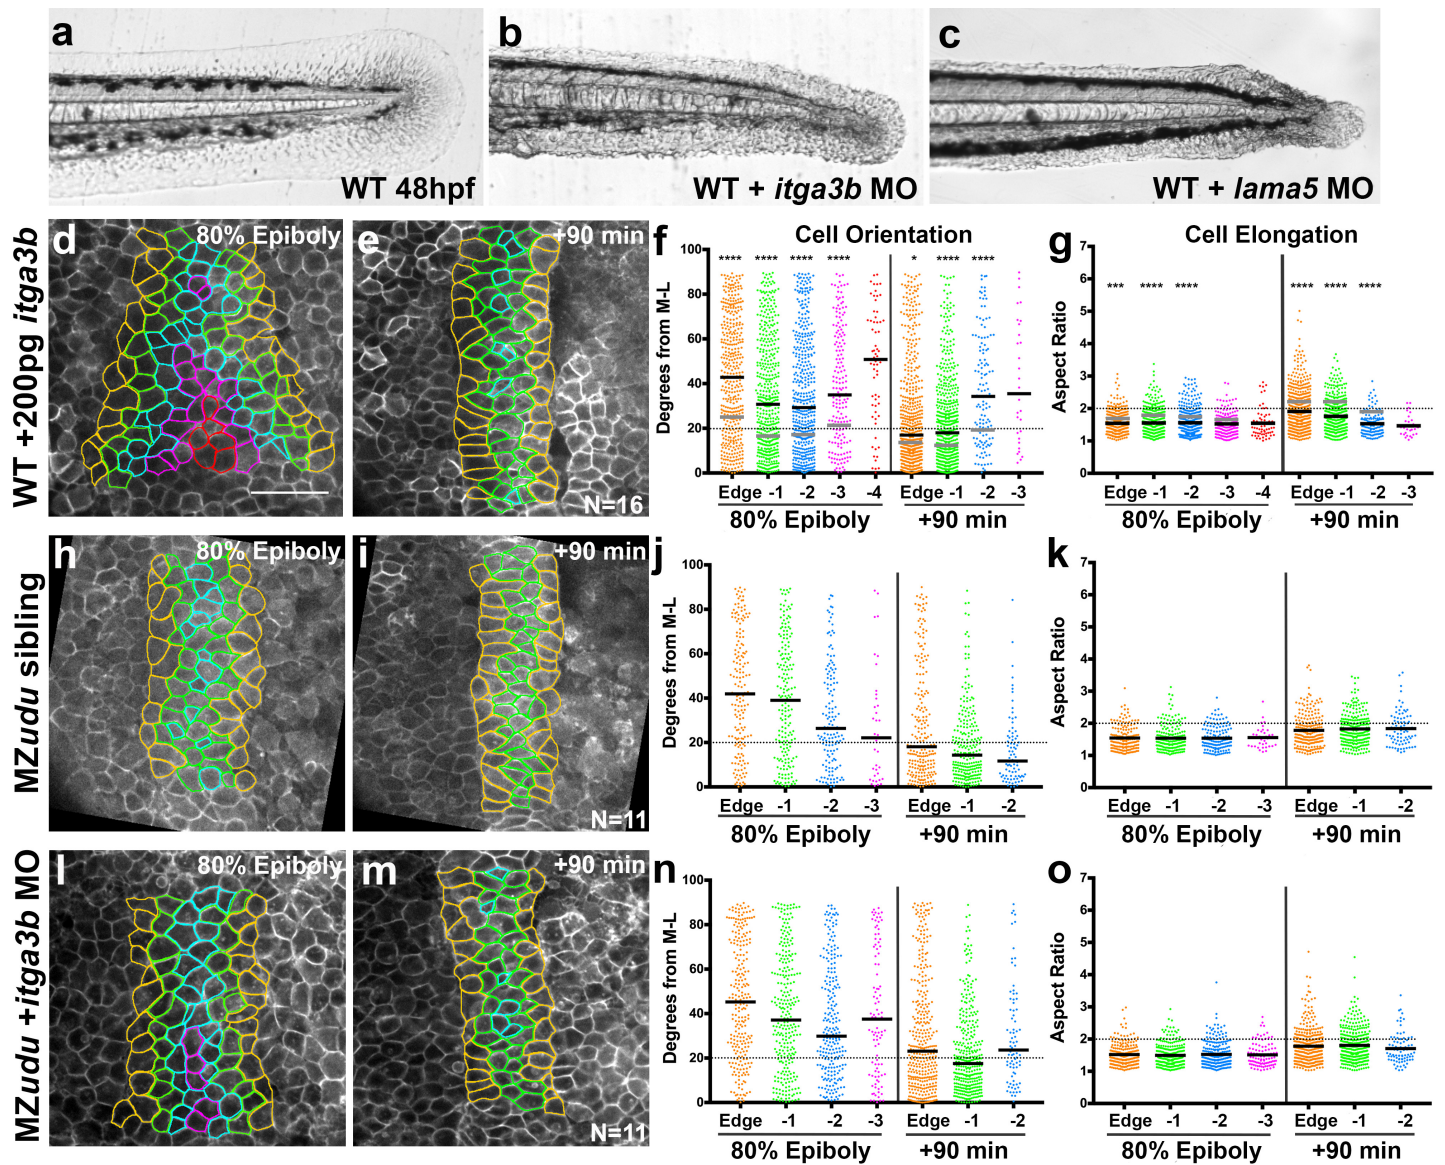 a
WT 48hpf
b
WT + itga3b MO
c
WT + lama5 MO
WT +200pg itga3b
d
80% Epiboly
e
+90 min
N=16
f
Cell Orientation
Degrees from M-L
100
80
60
40
20
0
**** **** **** **** * **** ****
Edge -1 -2 -3 -4 Edge -1 -2 -3
80% Epiboly +90 min
g
Cell Elongation
Aspect Ratio
7
6
5
4
3
2
1
0
*** **** **** **** **** ****
Edge -1 -2 -3 -4 Edge -1 -2 -3
80% Epiboly +90 min
MZudu sibling
h
80% Epiboly
i
+90 min
N=11
j
Degrees from M-L
100
80
60
40
20
0
Edge -1 -2 -3 Edge -1 -2
80% Epiboly +90 min
k
Aspect Ratio
7
6
5
4
3
2
1
0
Edge -1 -2 -3 Edge -1 -2
80% Epiboly +90 min
MZudu +itga3b MO
l
80% Epiboly
m
+90 min
N=11
n
Degrees from M-L
100
80
60
40
20
0
Edge -1 -2 -3 Edge -1 -2
80% Epiboly +90 min
o
Aspect Ratio
7
6
5
4
3
2
1
0
Edge -1 -2 -3 Edge -1 -2
80% Epiboly +90 min